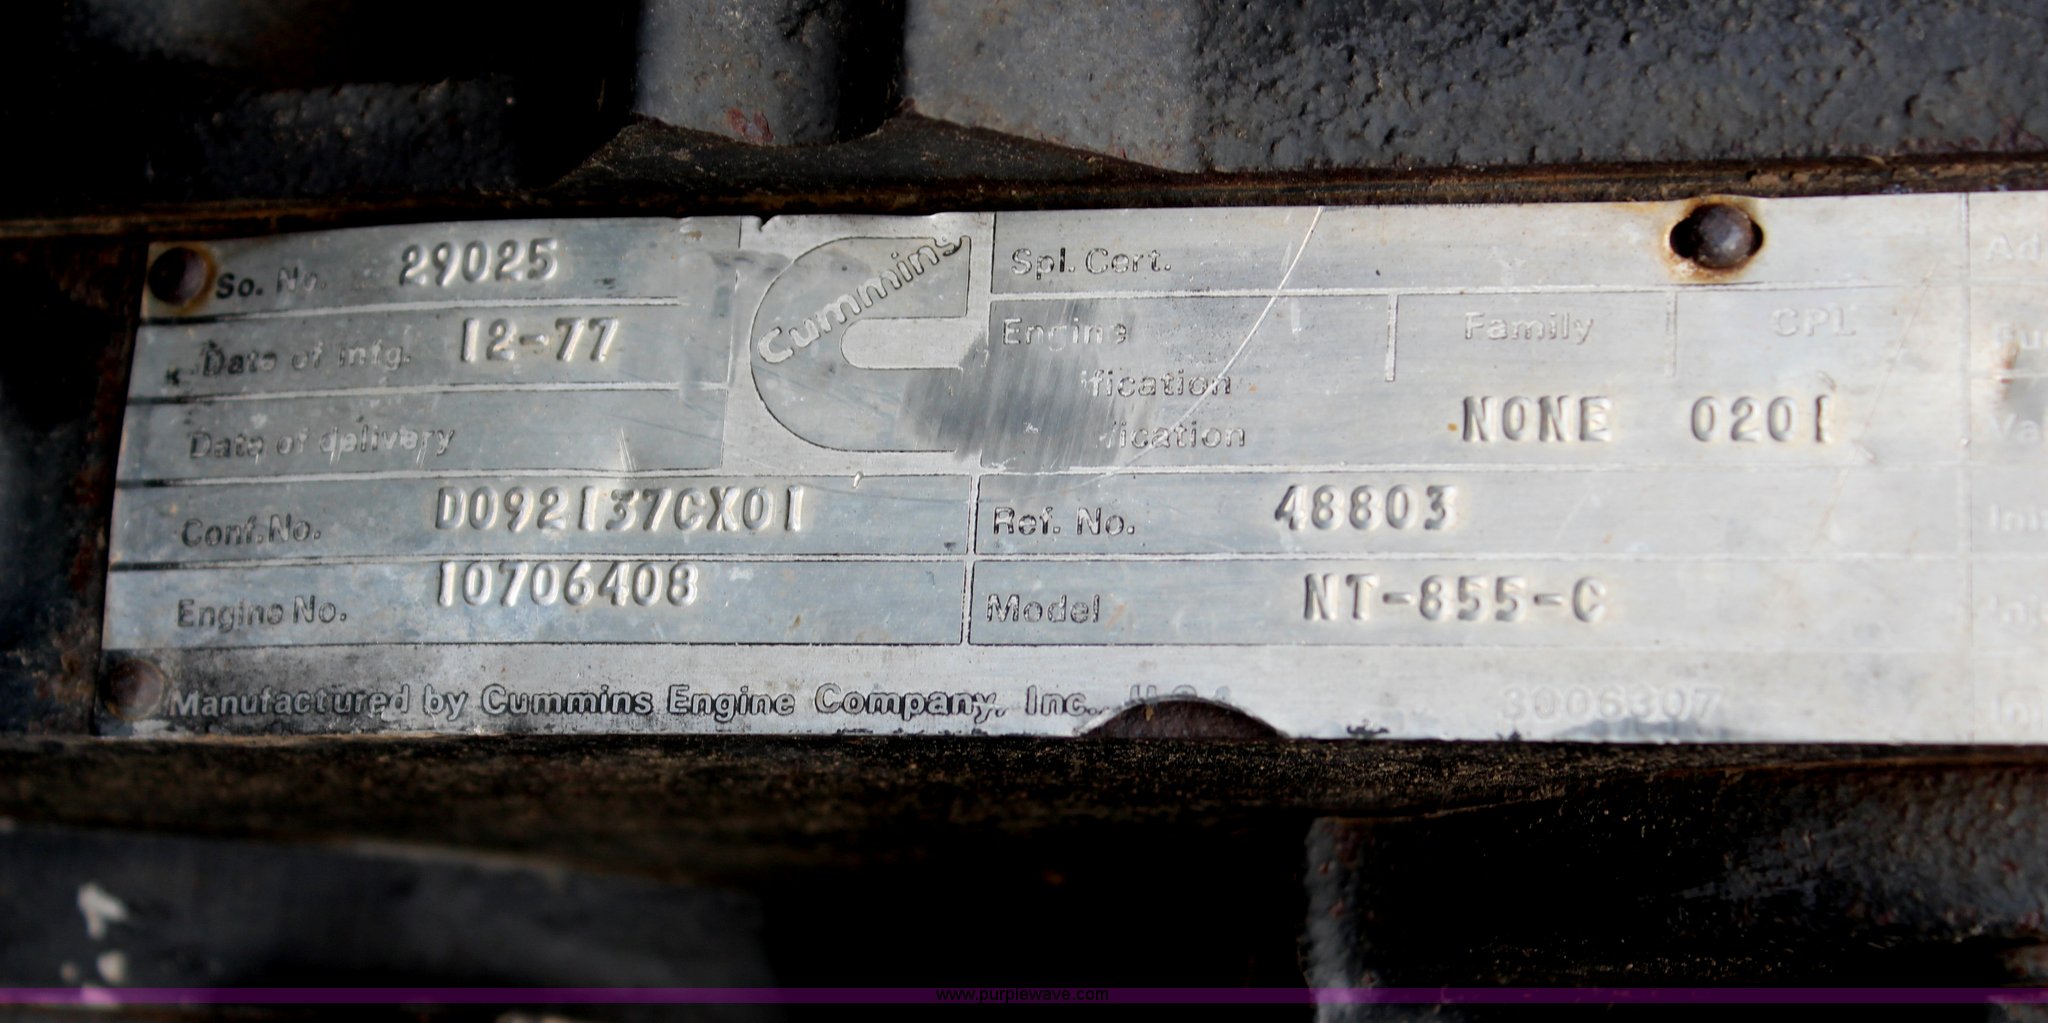 So. No. 29025
Date of mfg. 12-77
Date of delivery
Conf. No. D092137CX01
Engine No. 10706408
Cummins
Spl. Cert.
Engine Family CPL
ification
ication NONE 0201
Ref. No. 48803
Model NT-855-C
Manufactured by Cummins Engine Company, Inc., U.S.A. 3006307
www.purplewave.com